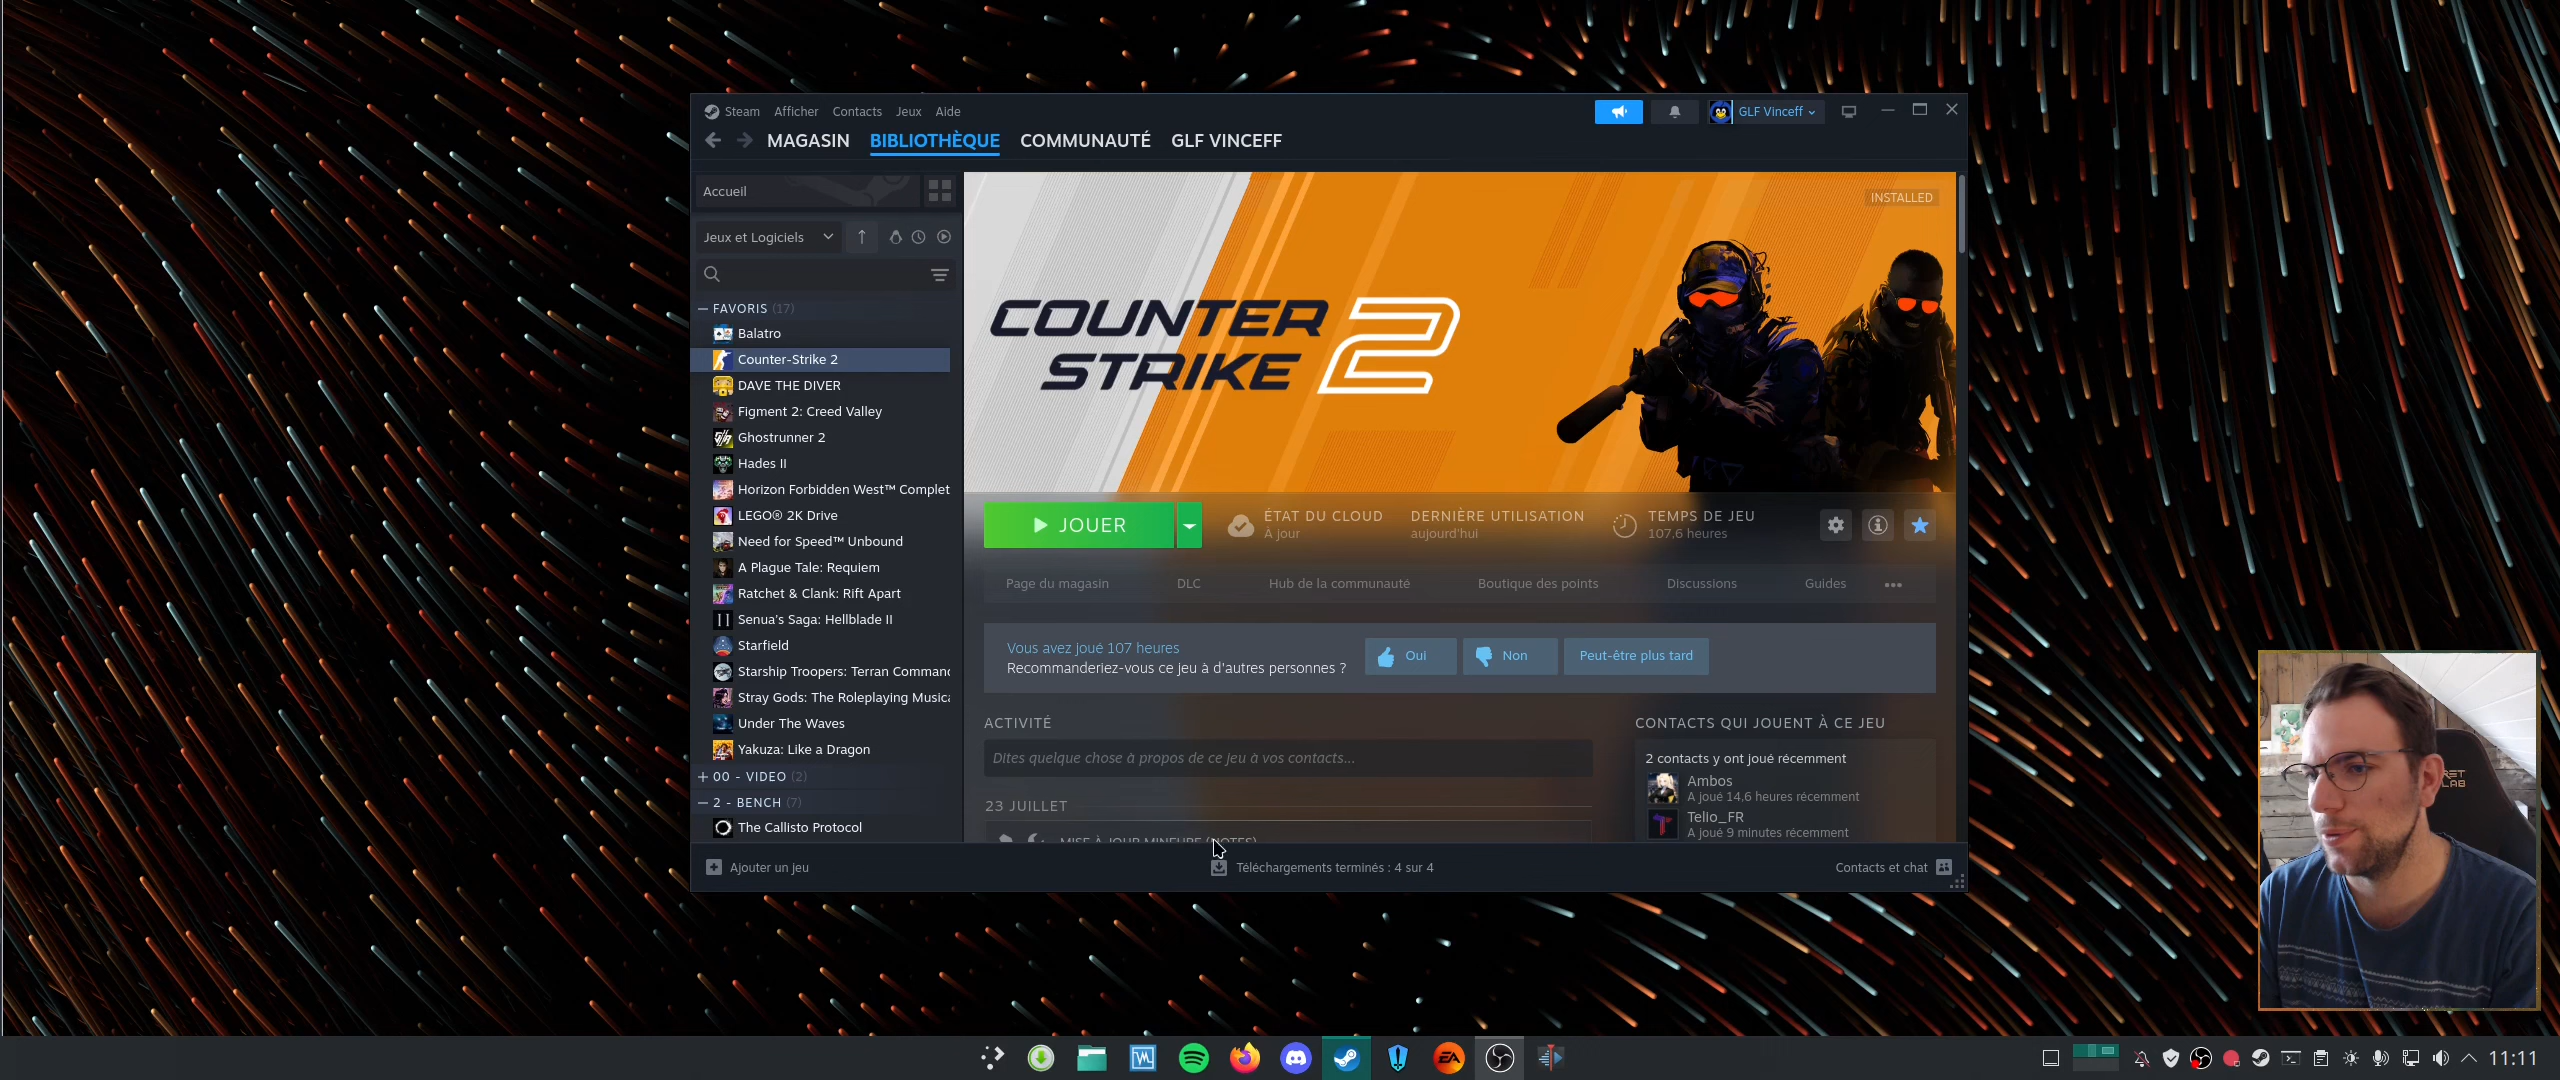 Steam Afficher Contacts Jeux Aide
GLF Vinceff
MAGASIN BIBLIOTHÈQUE COMMUNAUTÉ GLF VINCEFF
Accueil
INSTALLED
Jeux et Logiciels
COUNTER
STRIKE 2
FAVORIS (17)
Balatro
Counter-Strike 2
DAVE THE DIVER
Figment 2: Creed Valley
Ghostrunner 2
Hades II
Horizon Forbidden West™ Complet
LEGO® 2K Drive
Need for Speed™ Unbound
A Plague Tale: Requiem
Ratchet & Clank: Rift Apart
Senua's Saga: Hellblade II
Starfield
Starship Troopers: Terran Command
Stray Gods: The Roleplaying Musica
Under The Waves
Yakuza: Like a Dragon
00 - VIDEO (2)
2 - BENCH (7)
The Callisto Protocol
JOUER
ÉTAT DU CLOUD
À jour
DERNIÈRE UTILISATION
aujourd'hui
TEMPS DE JEU
107.6 heures
Page du magasin DLC Hub de la communauté Boutique des points Discussions Guides
Vous avez joué 107 heures
Recommanderiez-vous ce jeu à d'autres personnes ?
Oui Non Peut-être plus tard
ACTIVITÉ
Dites quelque chose à propos de ce jeu à vos contacts...
23 JUILLET
MISE À JOUR MINEURE (NOTES)
CONTACTS QUI JOUENT À CE JEU
2 contacts y ont joué récemment
Ambos
A joué 14.6 heures récemment
Telio_FR
A joué 9 minutes récemment
Ajouter un jeu
Téléchargements terminés : 4 sur 4
Contacts et chat
EA
11:11